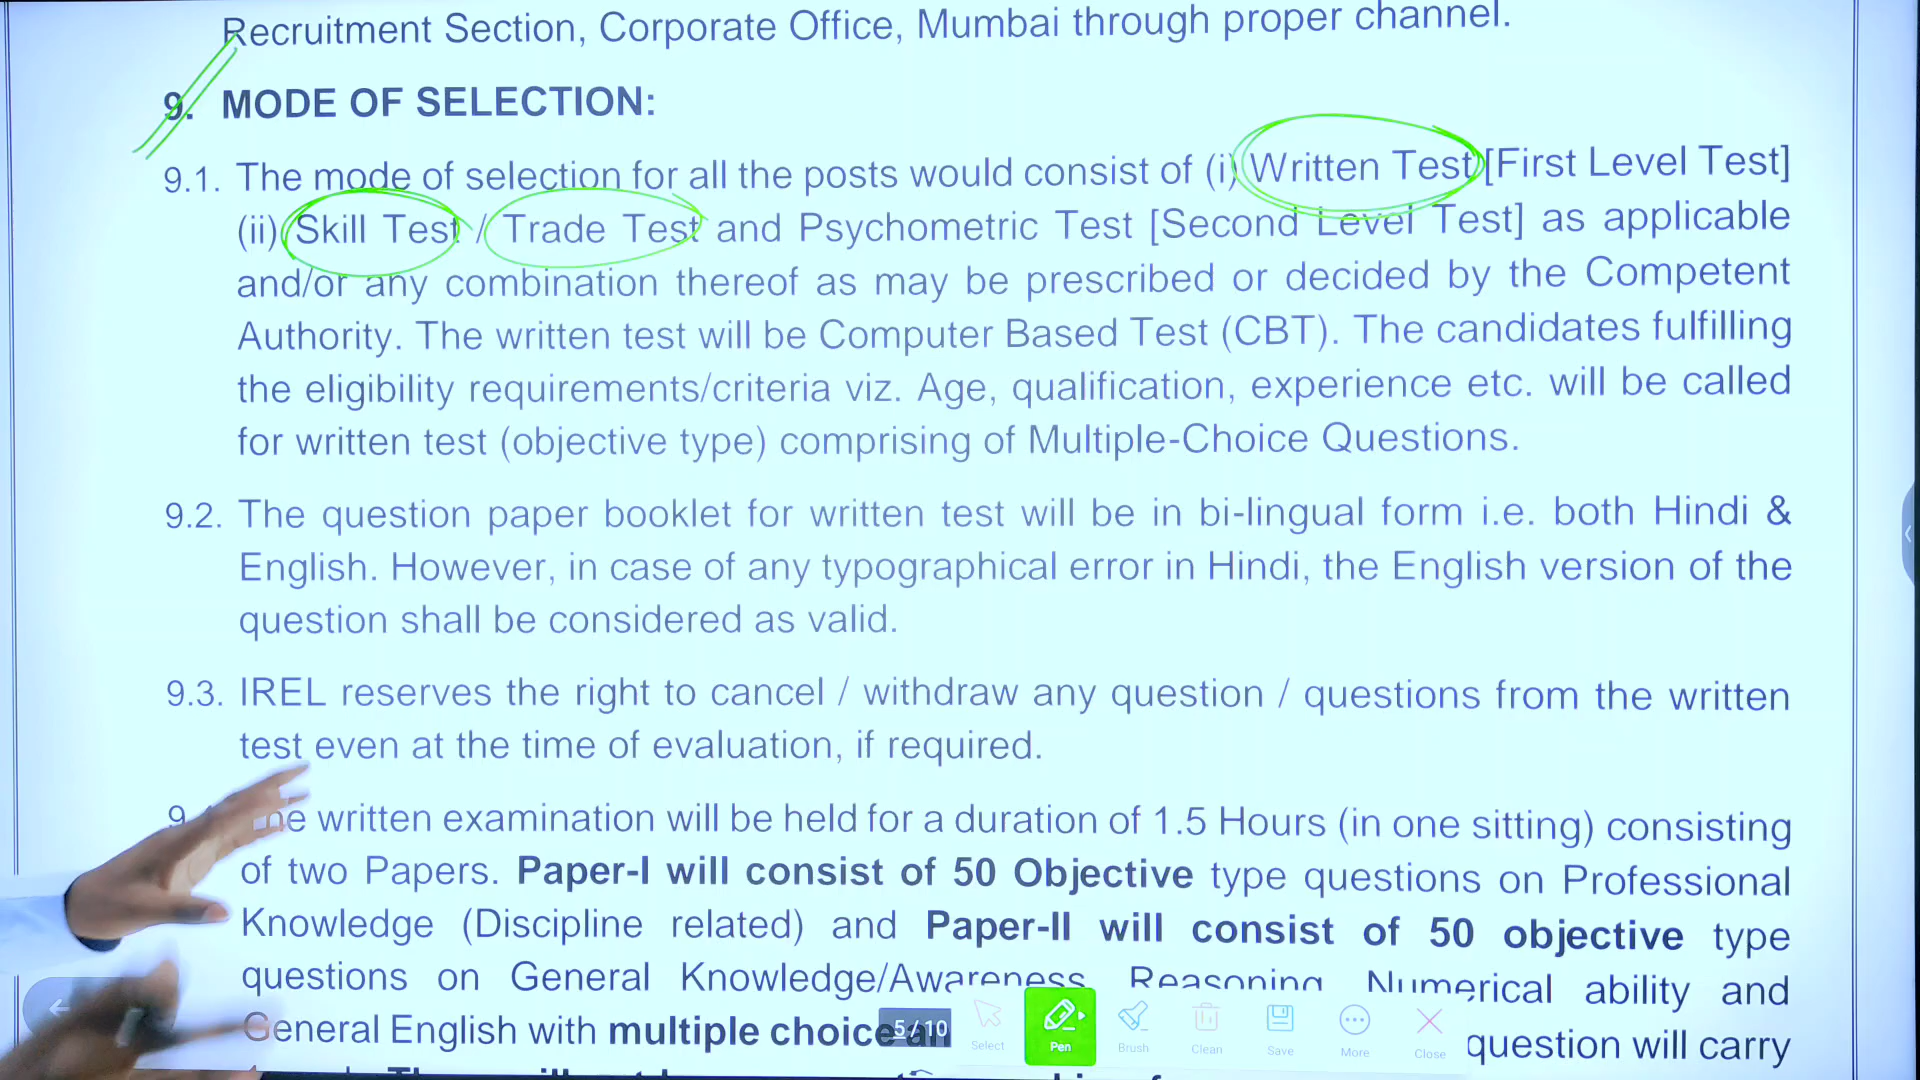 Recruitment Section, Corporate Office, Mumbai through proper channel.
9. MODE OF SELECTION:
9.1. The mode of selection for all the posts would consist of (i) Written Test [First Level Test]
(ii) Skill Test / Trade Test and Psychometric Test [Second Level Test] as applicable
and/or any combination thereof as may be prescribed or decided by the Competent
Authority. The written test will be Computer Based Test (CBT). The candidates fulfilling
the eligibility requirements/criteria viz. Age, qualification, experience etc. will be called
for written test (objective type) comprising of Multiple-Choice Questions.
9.2. The question paper booklet for written test will be in bi-lingual form i.e. both Hindi &
English. However, in case of any typographical error in Hindi, the English version of the
question shall be considered as valid.
9.3. IREL reserves the right to cancel / withdraw any question / questions from the written
test even at the time of evaluation, if required.
written examination will be held for a duration of 1.5 Hours (in one sitting) consisting
of two Papers. Paper-I will consist of 50 Objective type questions on Professional
Knowledge (Discipline related) and Paper-II will consist of 50 objective type
questions on General Knowledge/Awareness Reasoning Numerical ability and
General English with multiple choice question will carry
5/10
Select Pen Brush Clean Save More Close